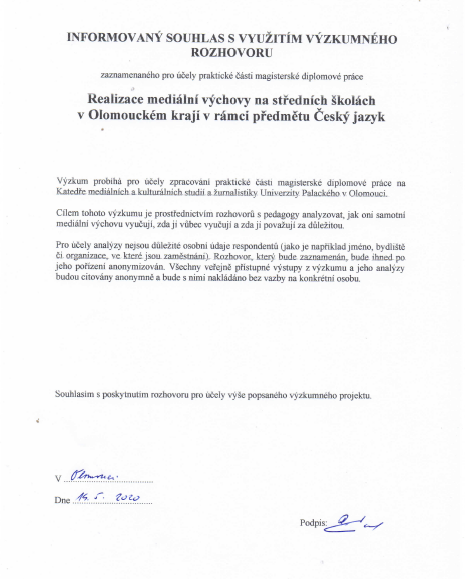 INFORMOVANÝ SOUHLAS S VYUŽITÍM VÝZKUMNÉHO
ROZHOVORU
zaznamenaného pro účely praktické části magisterské diplomové práce
Realizace mediální výchovy na středních školách
v Olomouckém kraji v rámci předmětu Český jazyk
Výzkum probíhá pro účely zpracování praktické části magisterské diplomové práce na
Katedře mediálních a kulturálních studií a žurnalistiky Univerzity Palackého v Olomouci.
Cílem tohoto výzkumu je prostřednictvím rozhovorů s pedagogy analyzovat, jak oni samotní
mediální výchovu vyučují, zda ji vůbec vyučují a zda ji považují za důležitou.
Pro účely analýzy nejsou důležité osobní údaje respondentů (jako je například jméno, bydliště
či organizace, ve které jsou zaměstnáni). Rozhovor, který bude zaznamenán, bude ihned po
jeho pořízení anonymizován. Všechny veřejně přístupné výstupy z výzkumu a jeho analýzy
budou citovány anonymně a bude s nimi nakládáno bez vazby na konkrétní osobu.
Souhlasím s poskytnutím rozhovoru pro účely výše popsaného výzkumného projektu.
V Olomouci
Dne 14. 5. 2020
Podpis: